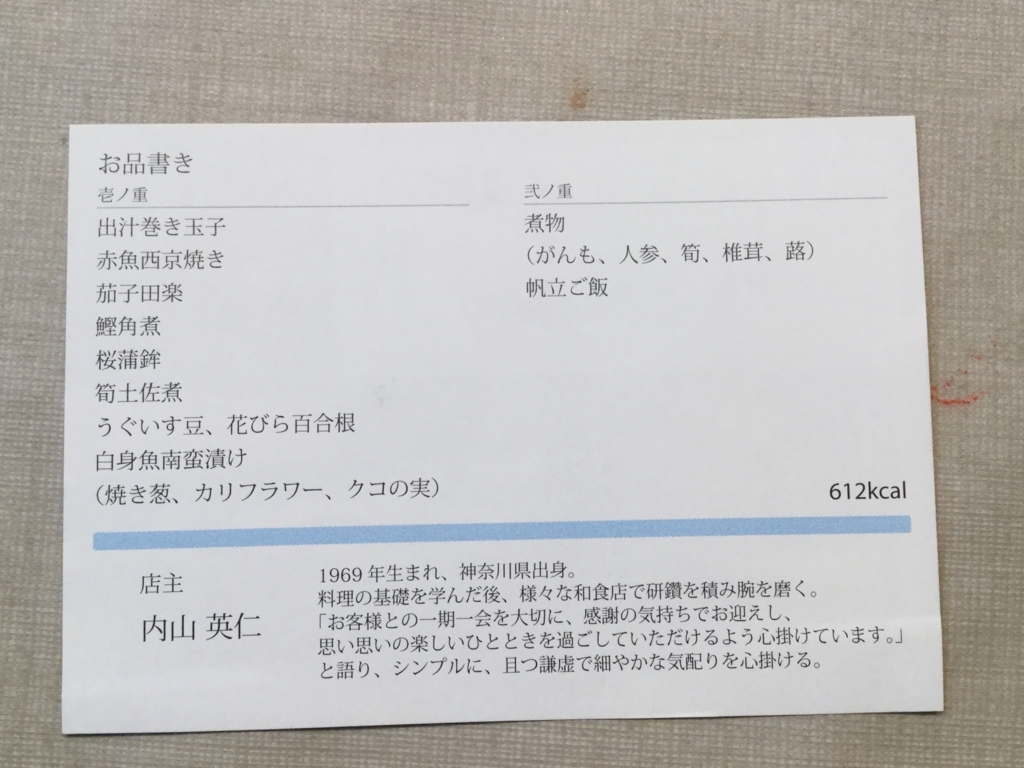 お品書き
壱ノ重
出汁巻き玉子
赤魚西京焼き
茄子田楽
鰹角煮
桜蒲鉾
筍土佐煮
うぐいす豆、花びら百合根
白身魚南蛮漬け
（焼き葱、カリフラワー、クコの実）
弐ノ重
煮物
（がんも、人参、筍、椎茸、蕗）
帆立ご飯
612kcal
店主
内山 英仁
1969 年生まれ、神奈川県出身。
料理の基礎を学んだ後、様々な和食店で研鑽を積み腕を磨く。
「お客様との一期一会を大切に、感謝の気持ちでお迎えし、
思い思いの楽しいひとときを過ごしていただけるよう心掛けています。」
と語り、シンプルに、且つ謙虚で細やかな気配りを心掛ける。